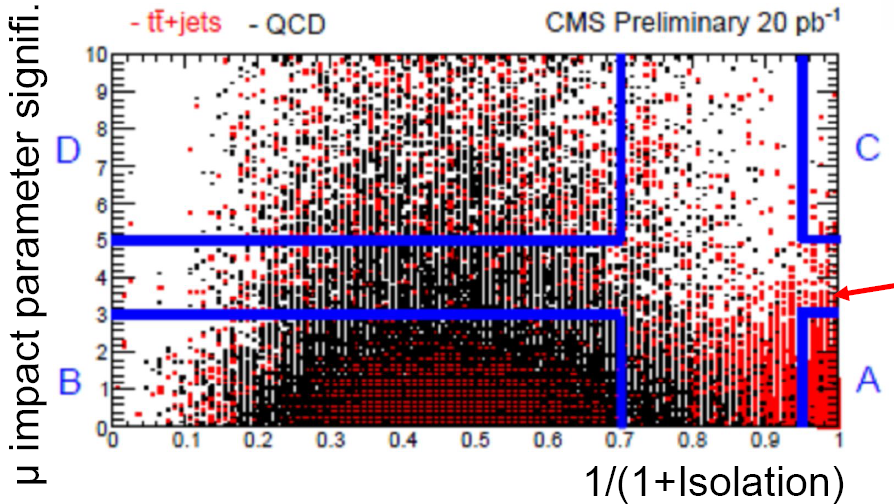 - tt̄+jets - QCD CMS Preliminary 20 pb⁻¹
μ impact parameter signifi.
10
9
8
7
6
5
4
3
2
1
0
D
C
B
A
0 0.1 0.2 0.3 0.4 0.5 0.6 0.7 0.8 0.9 1
1/(1+Isolation)